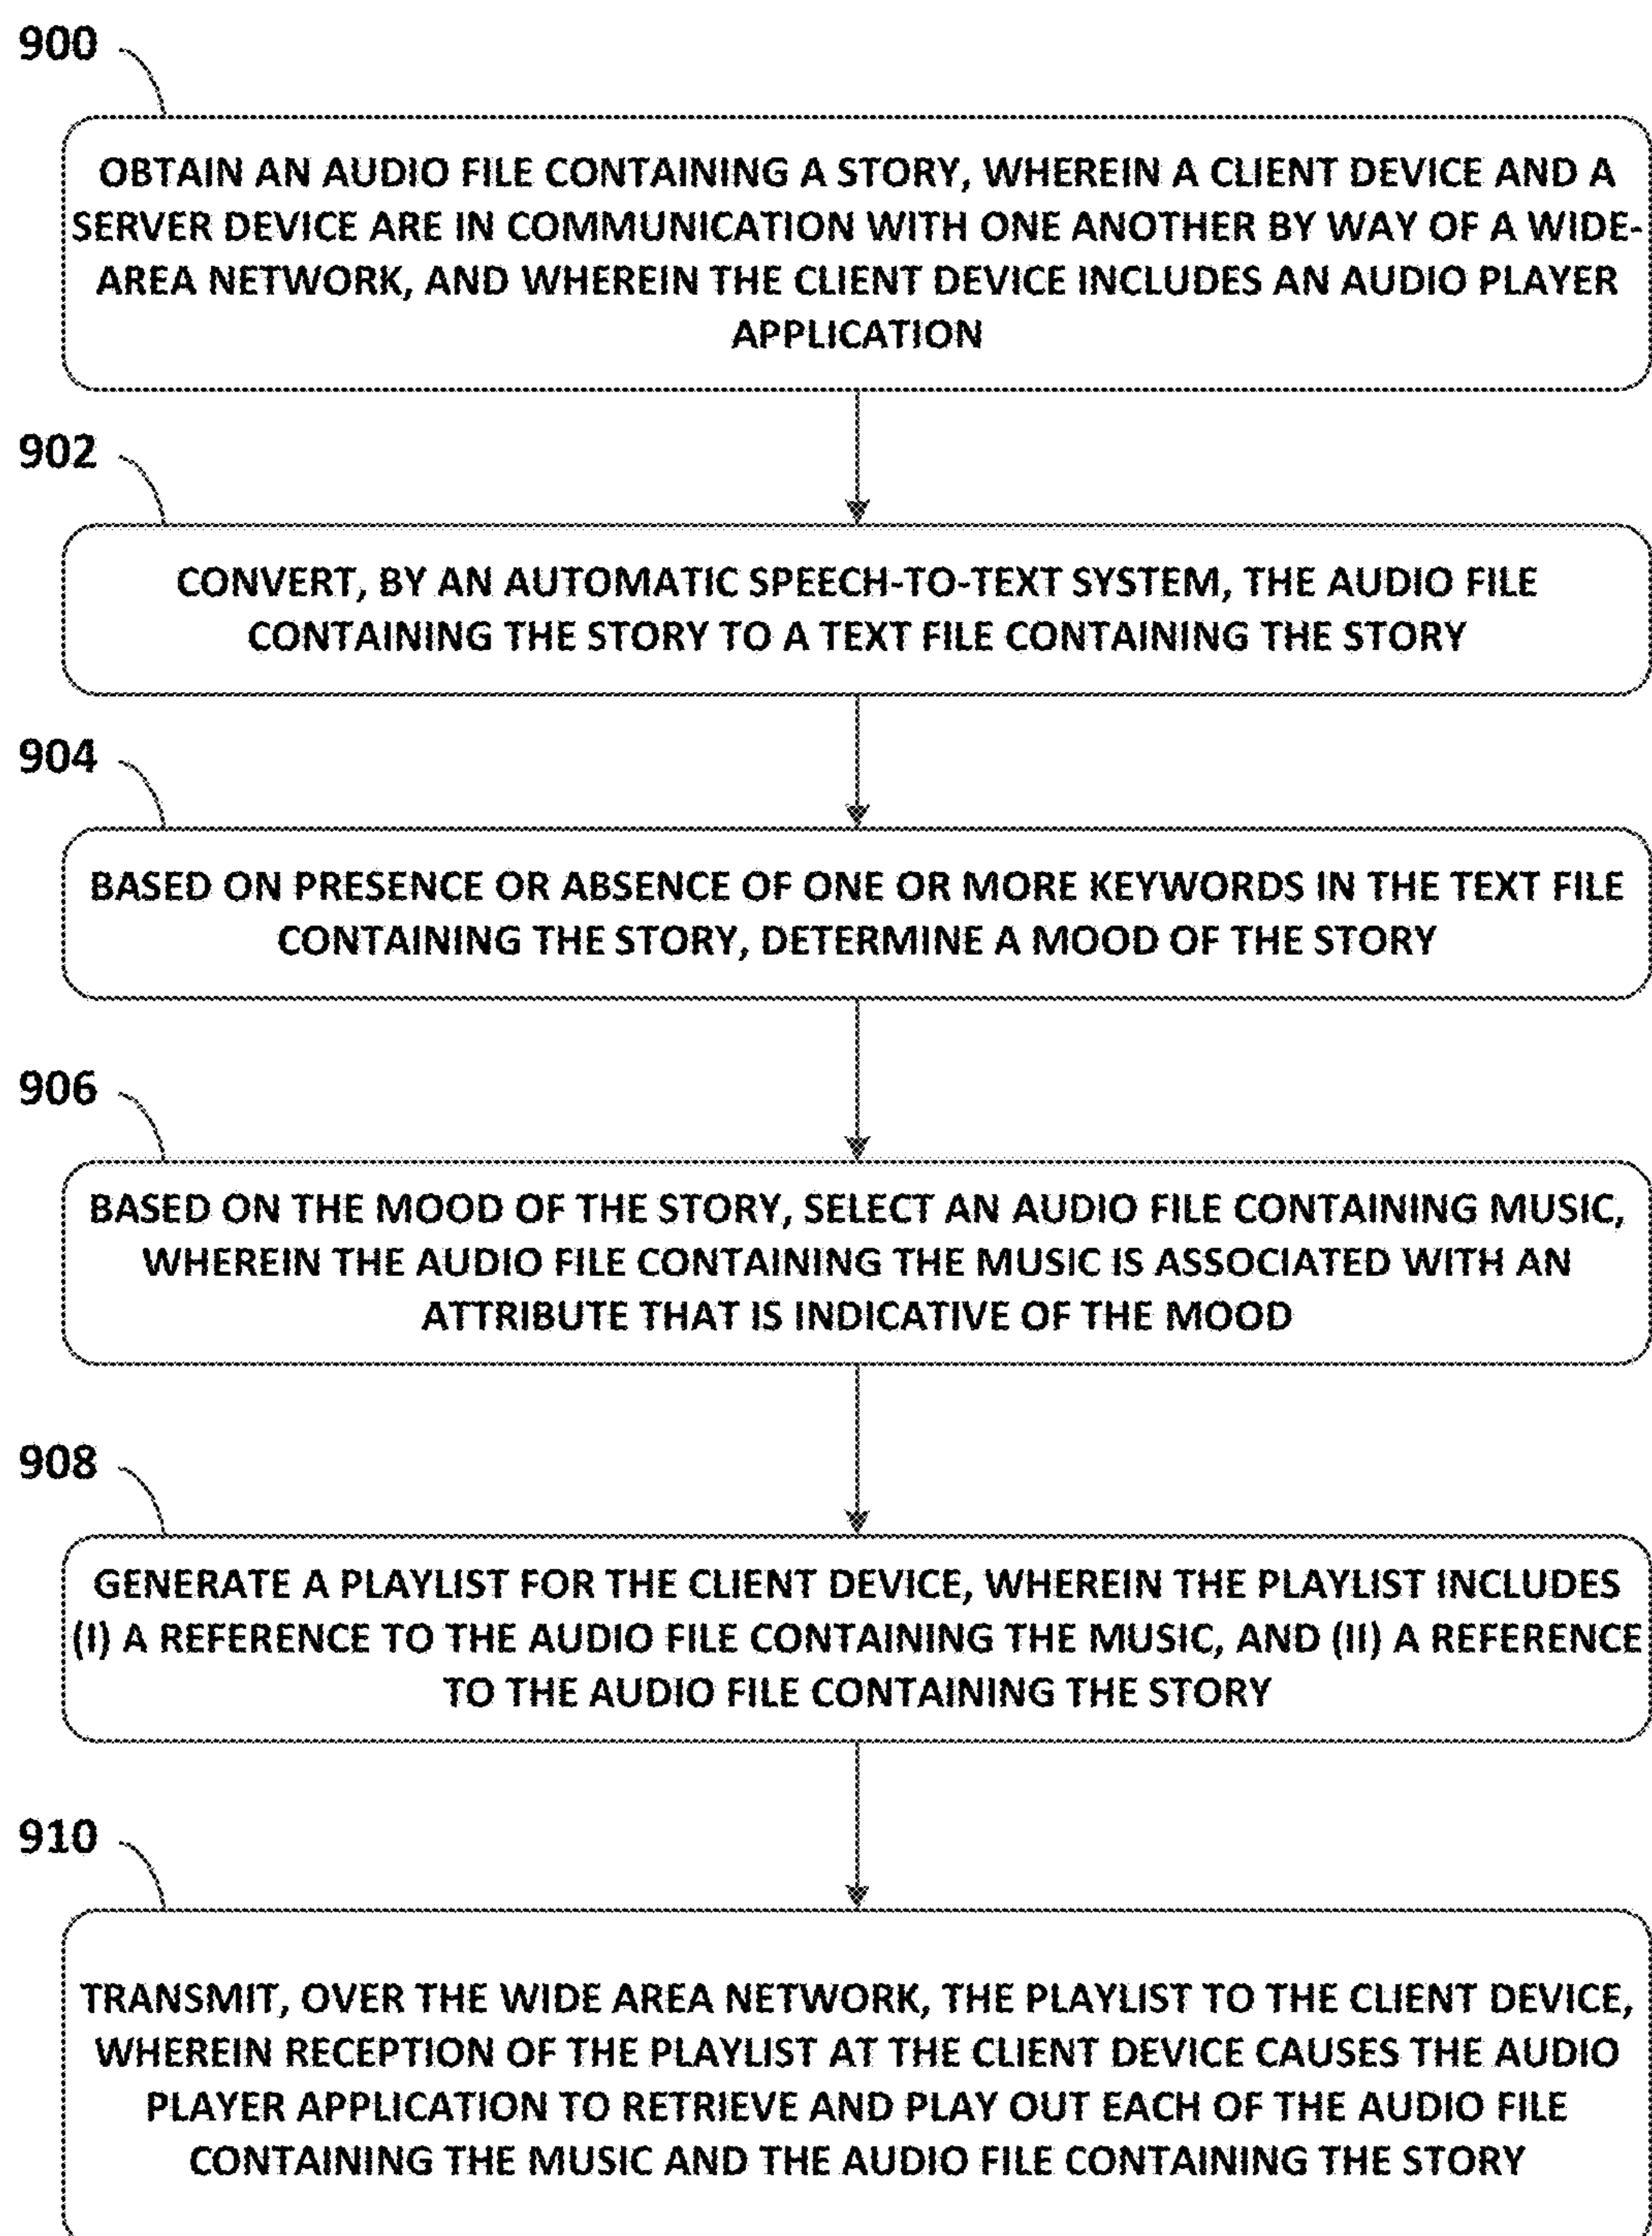 900
OBTAIN AN AUDIO FILE CONTAINING A STORY, WHEREIN A CLIENT DEVICE AND A
SERVER DEVICE ARE IN COMMUNICATION WITH ONE ANOTHER BY WAY OF A WIDE-
AREA NETWORK, AND WHEREIN THE CLIENT DEVICE INCLUDES AN AUDIO PLAYER
APPLICATION
902
CONVERT, BY AN AUTOMATIC SPEECH-TO-TEXT SYSTEM, THE AUDIO FILE
CONTAINING THE STORY TO A TEXT FILE CONTAINING THE STORY
904
BASED ON PRESENCE OR ABSENCE OF ONE OR MORE KEYWORDS IN THE TEXT FILE
CONTAINING THE STORY, DETERMINE A MOOD OF THE STORY
906
BASED ON THE MOOD OF THE STORY, SELECT AN AUDIO FILE CONTAINING MUSIC,
WHEREIN THE AUDIO FILE CONTAINING THE MUSIC IS ASSOCIATED WITH AN
ATTRIBUTE THAT IS INDICATIVE OF THE MOOD
908
GENERATE A PLAYLIST FOR THE CLIENT DEVICE, WHEREIN THE PLAYLIST INCLUDES
(I) A REFERENCE TO THE AUDIO FILE CONTAINING THE MUSIC, AND (II) A REFERENCE
TO THE AUDIO FILE CONTAINING THE STORY
910
TRANSMIT, OVER THE WIDE AREA NETWORK, THE PLAYLIST TO THE CLIENT DEVICE,
WHEREIN RECEPTION OF THE PLAYLIST AT THE CLIENT DEVICE CAUSES THE AUDIO
PLAYER APPLICATION TO RETRIEVE AND PLAY OUT EACH OF THE AUDIO FILE
CONTAINING THE MUSIC AND THE AUDIO FILE CONTAINING THE STORY